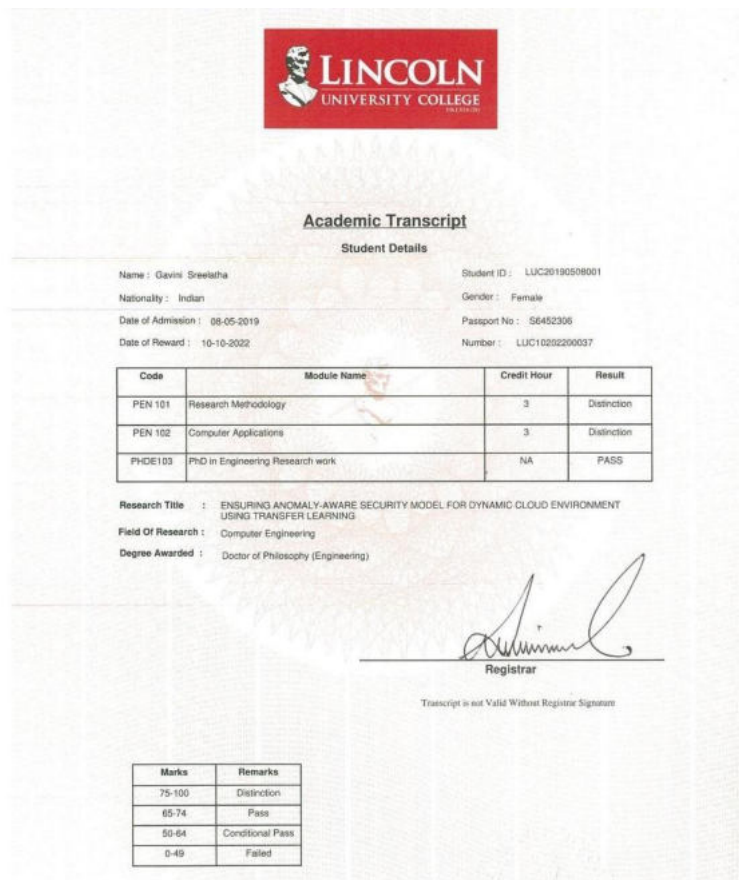 LINCOLN
UNIVERSITY COLLEGE
Academic Transcript
Student Details
Name : Gavini Sreelatha
Student ID : LUC20190508001
Nationality : Indian
Gender : Female
Date of Admission : 08-05-2019
Passport No : S6452306
Date of Reward : 10-10-2022
Number : LUC10202200037
Code Module Name Credit Hour Result
PEN 101 Research Methodology 3 Distinction
PEN 102 Computer Applications 3 Distinction
PHDE103 PhD in Engineering Research work NA PASS
Research Title : ENSURING ANOMALY-AWARE SECURITY MODEL FOR DYNAMIC CLOUD ENVIRONMENT
USING TRANSFER LEARNING
Field Of Research : Computer Engineering
Degree Awarded : Doctor of Philosophy (Engineering)
Registrar
Transcript is not Valid Without Registrar Signature
Marks Remarks
75-100 Distinction
65-74 Pass
50-64 Conditional Pass
0-49 Failed